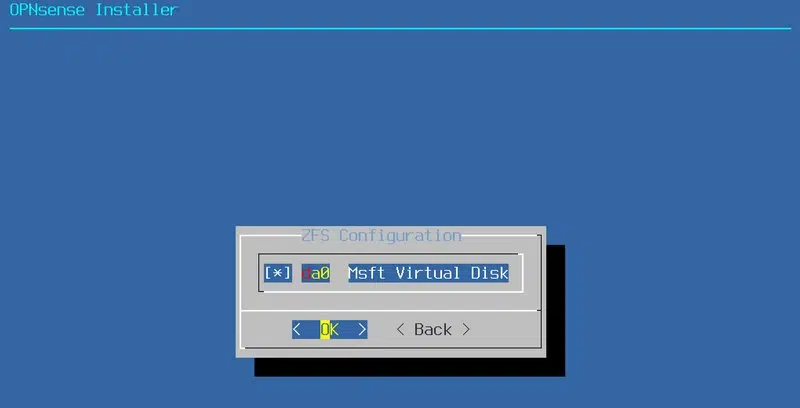 OPNsense Installer
ZFS Configuration
[*] da0 Msft Virtual Disk
< OK > < Back >